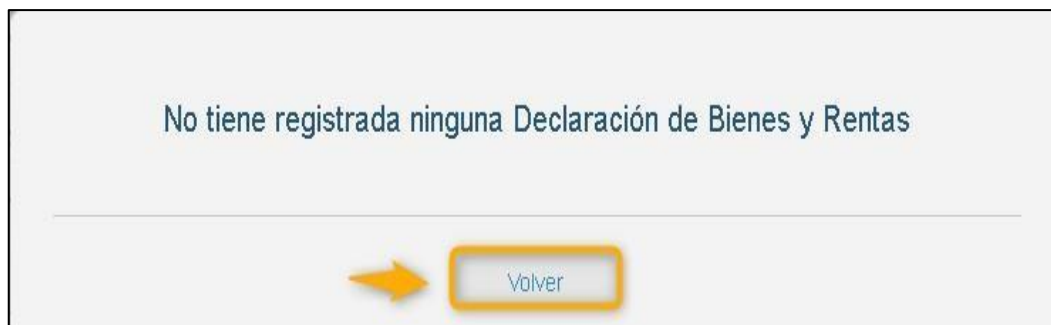 No tiene registrada ninguna Declaración de Bienes y Rentas
Volver